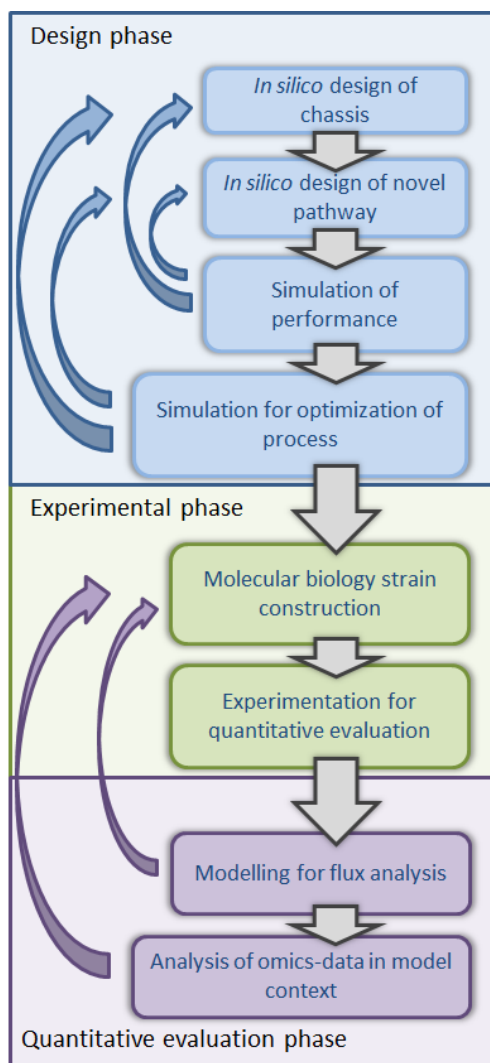 Design phase
In silico design of
chassis
In silico design of novel
pathway
Simulation of
performance
Simulation for optimization of
process
Experimental phase
Molecular biology strain
construction
Experimentation for
quantitative evaluation
Modelling for flux analysis
Analysis of omics-data in model
context
Quantitative evaluation phase